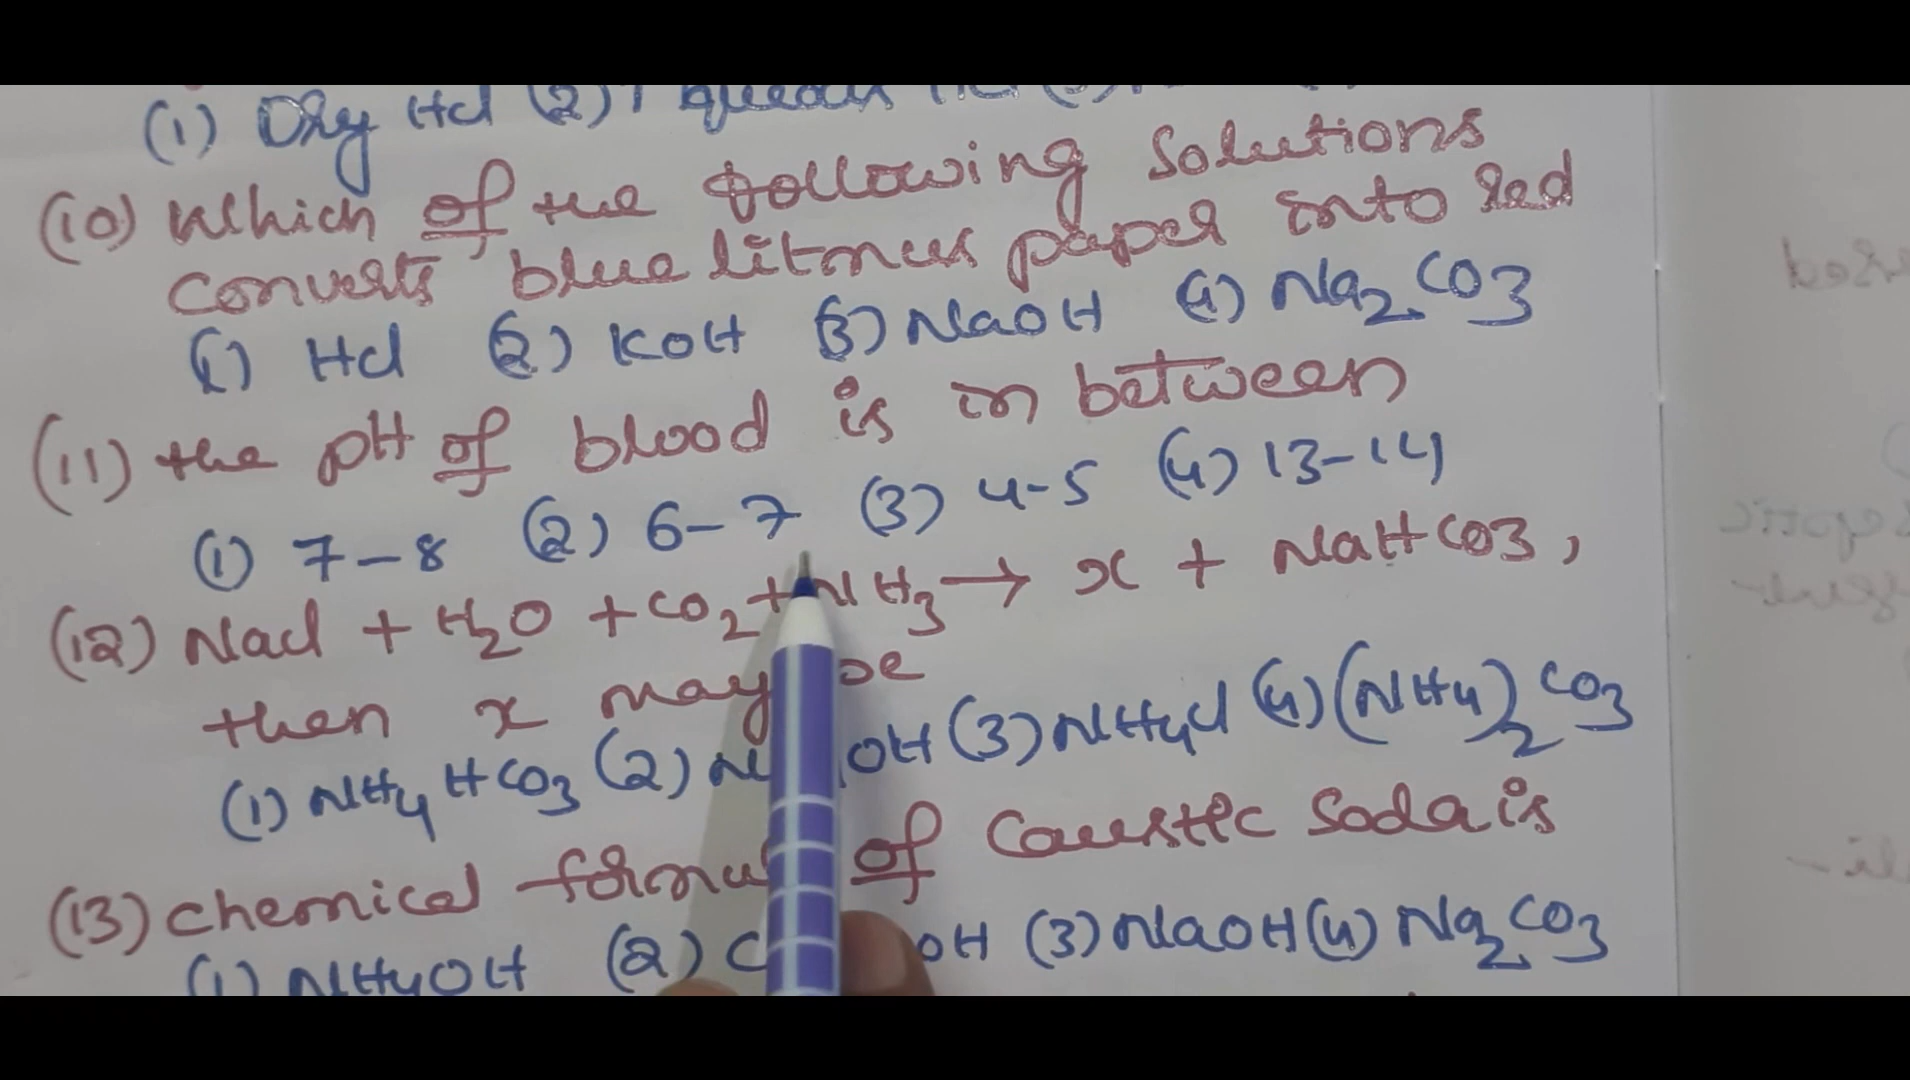 (1) Dry Hcl (2)
(10) Which of the following Solutions
converts blue litmus paper into red
(1) Hcl (2) KOH (3) NaOH (4) Na2CO3
(11) the pH of blood is in between
(1) 7-8 (2) 6-7 (3) 4-5 (4) 13-14
(12) Nacl + H2O + CO2 + NH3 → x + NaHCO3,
then x may be
(1) NH4HCO3 (2) OH (3) NH4Cl (4) (NH4)2CO3
(13) chemical of caustic soda is
(1) NH4OH (2) OH (3) NaOH (4) Na2CO3